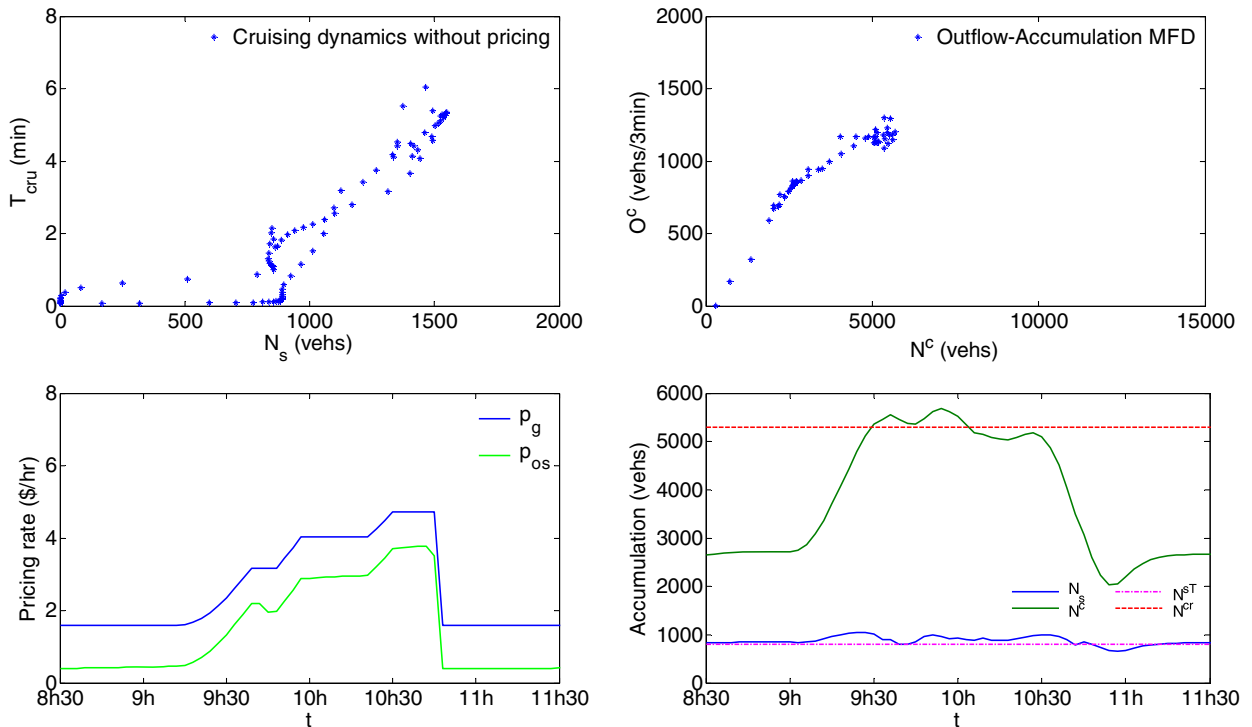 8
6
4
2
0
T_cru (min)
Cruising dynamics without pricing
0 500 1000 1500 2000
N_s (vehs)
2000
1500
1000
500
0
O^c (vehs/3min)
Outflow-Accumulation MFD
0 5000 10000 15000
N^c (vehs)
8
6
4
2
0
Pricing rate ($/hr)
p_g
p_os
8h30 9h 9h30 10h 10h30 11h 11h30
t
6000
5000
4000
3000
2000
1000
0
Accumulation (vehs)
N_s N^sT
N^c N^cr
8h30 9h 9h30 10h 10h30 11h 11h30
t